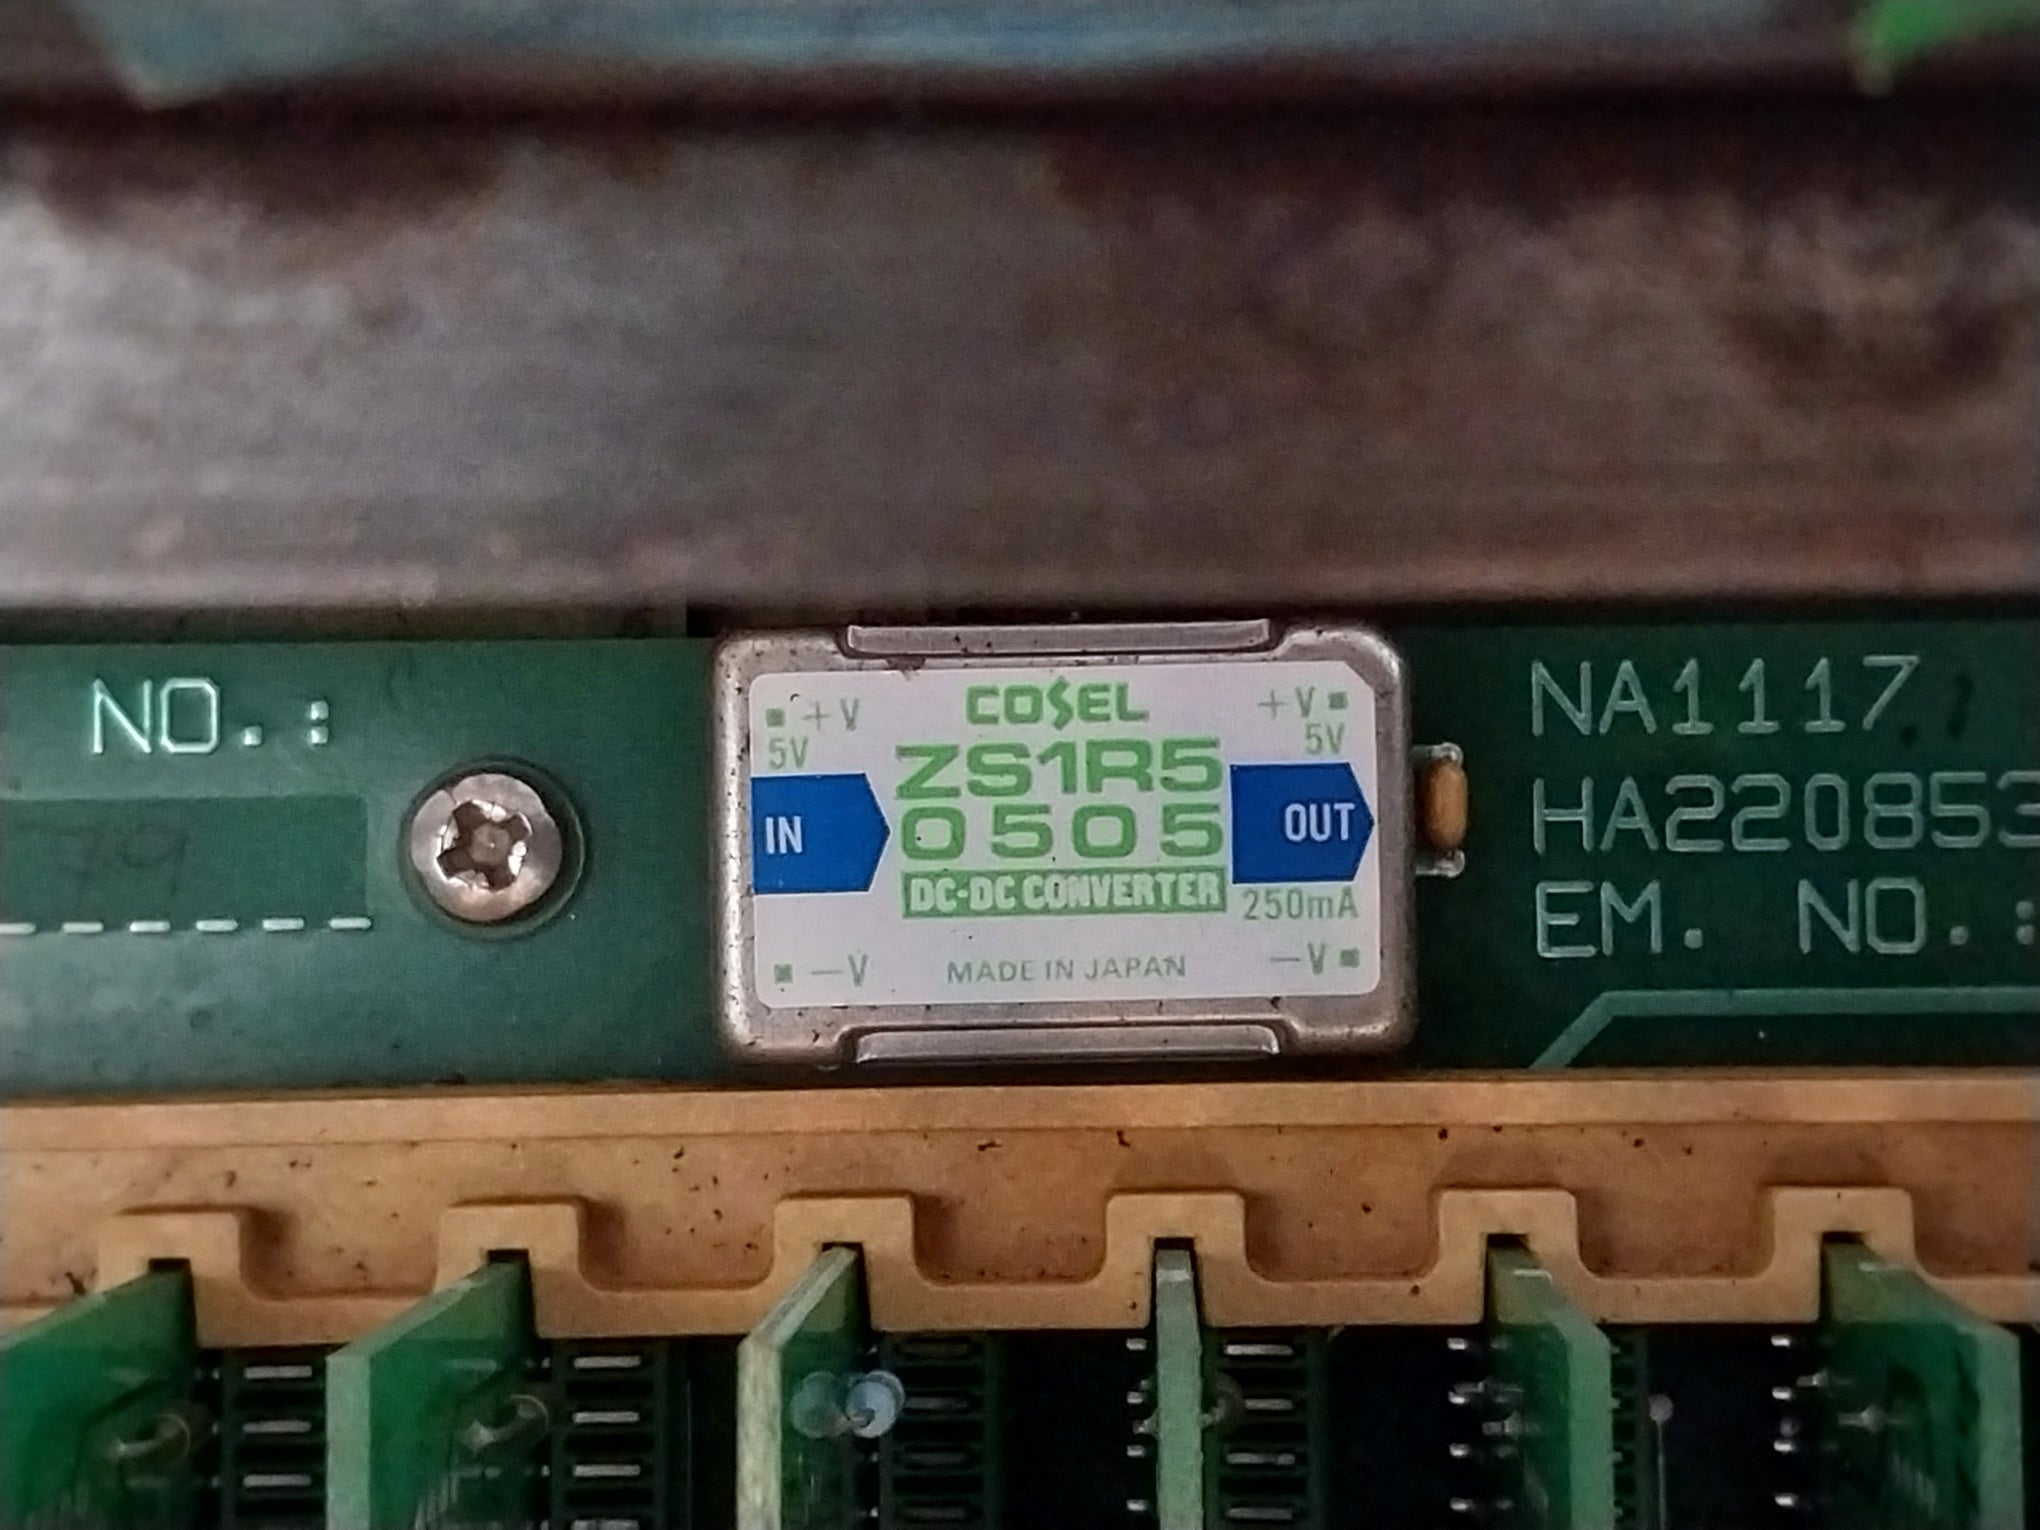 NO.:
COSEL
+V
+V
5V
5V
ZS1R5
0505
IN
OUT
DC-DC CONVERTER
250mA
-V
MADE IN JAPAN
-V
NA1117
HA220853
EM. NO.: